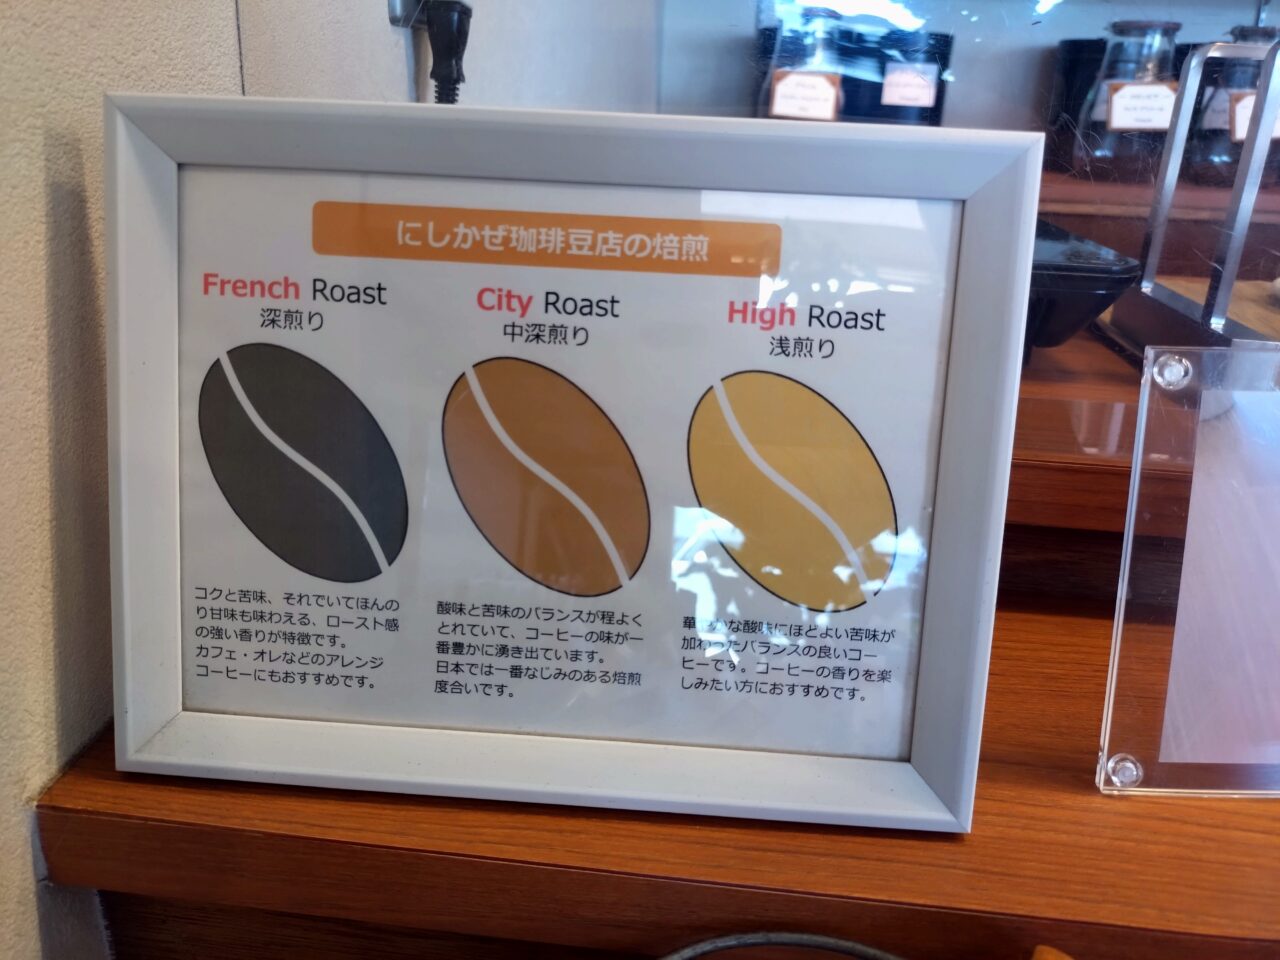 にしかぜ珈琲豆店の焙煎
French Roast
深煎り
コクと苦味、それでいてほんの
り甘味も味わえる、ロースト感
の強い香りが特徴です。
カフェ・オレなどのアレンジ
コーヒーにもおすすめです。
City Roast
中深煎り
酸味と苦味のバランスが程よく
とれていて、コーヒーの味が一
番豊かに湧き出ています。
日本では一番なじみのある焙煎
度合いです。
High Roast
浅煎り
華やかな酸味にほどよい苦味が
加わったバランスの良いコー
ヒーです。コーヒーの香りを楽
しみたい方におすすめです。